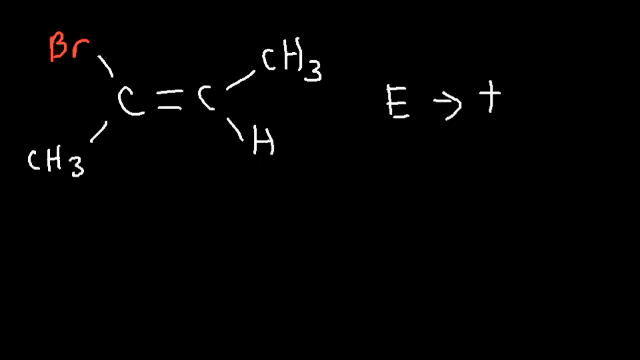 Br CH3
C = C E → t
CH3 H